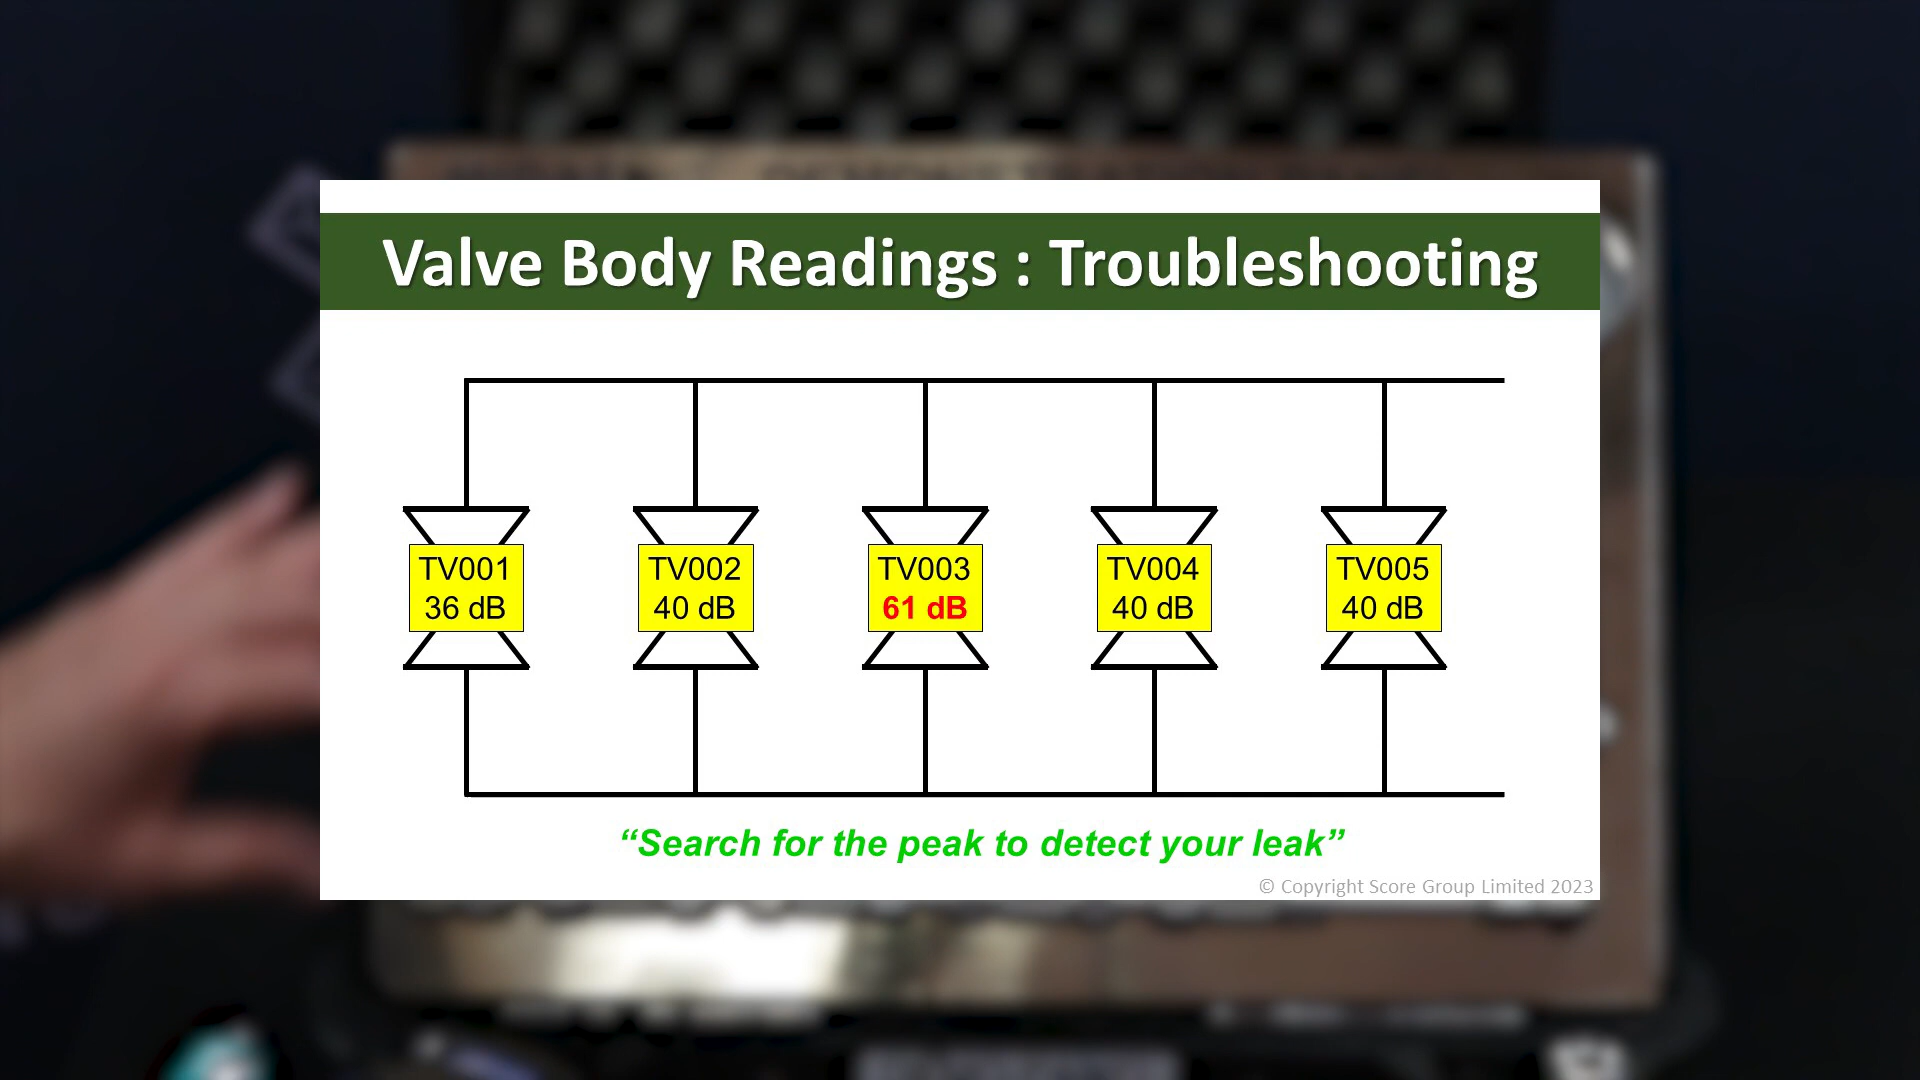 Valve Body Readings : Troubleshooting
TV001
36 dB
TV002
40 dB
TV003
61 dB
TV004
40 dB
TV005
40 dB
“Search for the peak to detect your leak”
© Copyright Score Group Limited 2023